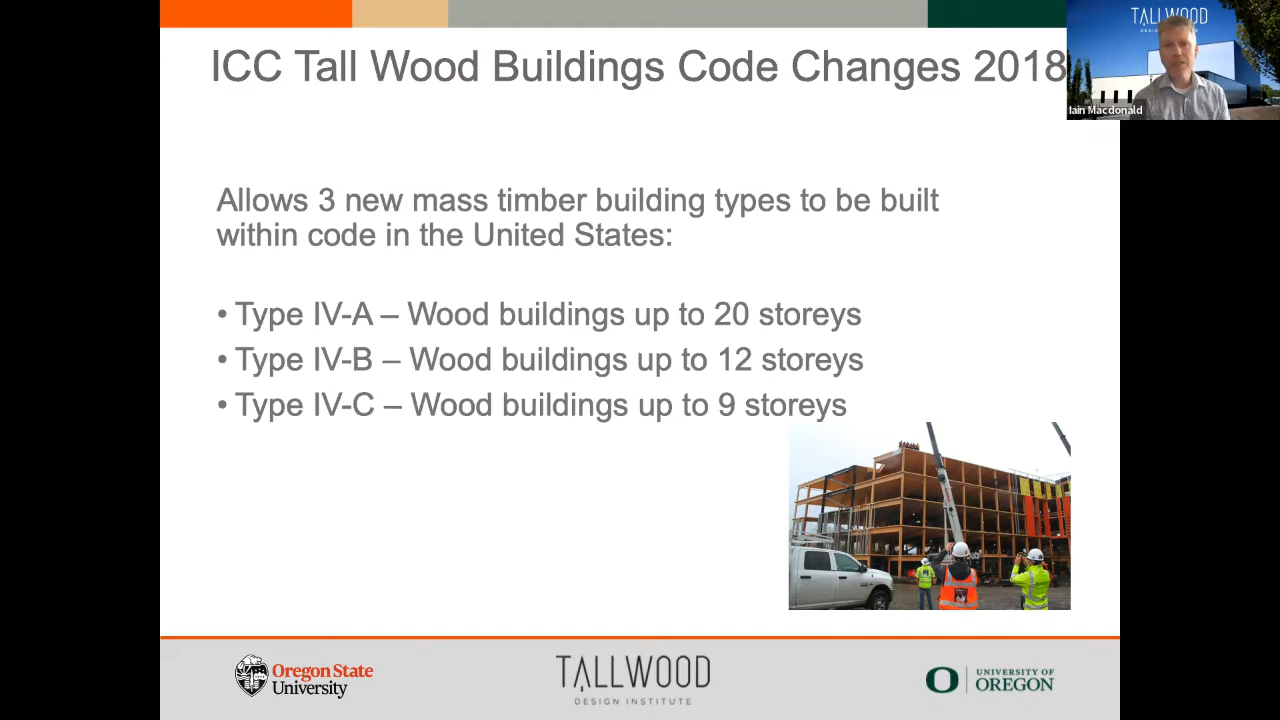 ICC Tall Wood Buildings Code Changes 2018
TALLWOOD
Iain Macdonald
Allows 3 new mass timber building types to be built
within code in the United States:
• Type IV-A – Wood buildings up to 20 storeys
• Type IV-B – Wood buildings up to 12 storeys
• Type IV-C – Wood buildings up to 9 storeys
Oregon State
University
TALLWOOD
DESIGN INSTITUTE
O
UNIVERSITY OF
OREGON